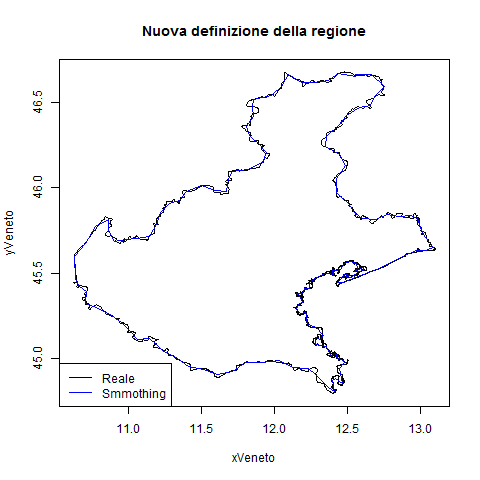 Nuova definizione della regione
46.5
46.0
45.5
45.0
yVeneto
Reale
Smmothing
11.0 11.5 12.0 12.5 13.0
xVeneto